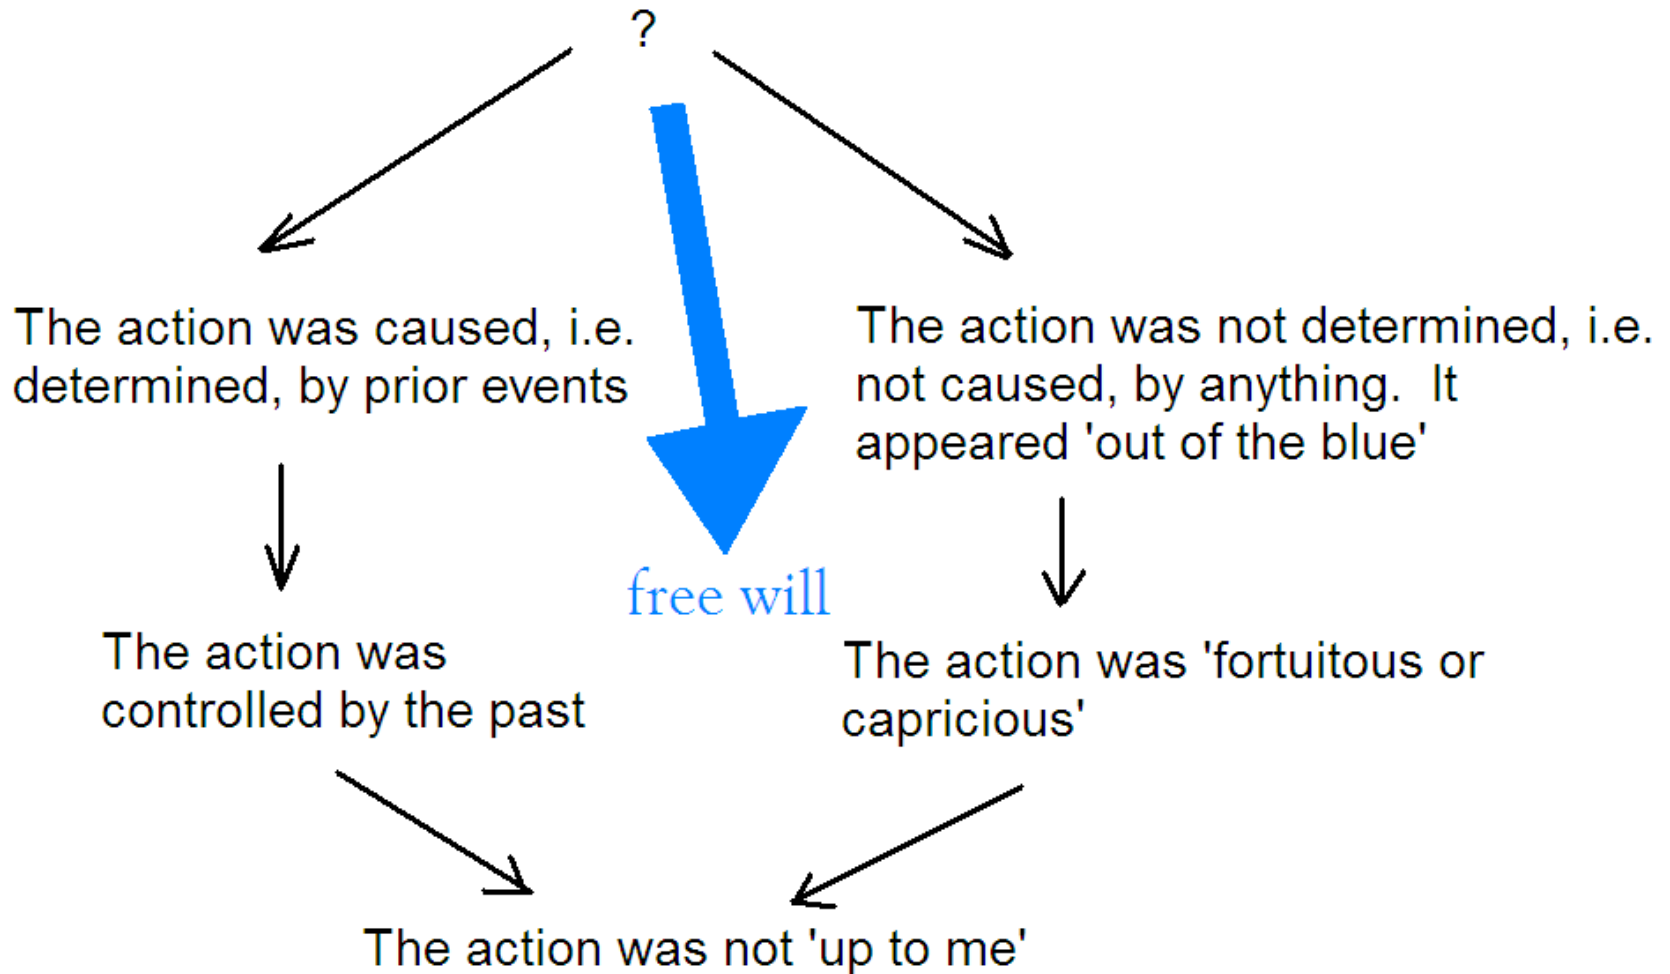 ?
The action was caused, i.e.
determined, by prior events
The action was not determined, i.e.
not caused, by anything.  It
appeared 'out of the blue'
free will
The action was
controlled by the past
The action was 'fortuitous or
capricious'
The action was not 'up to me'